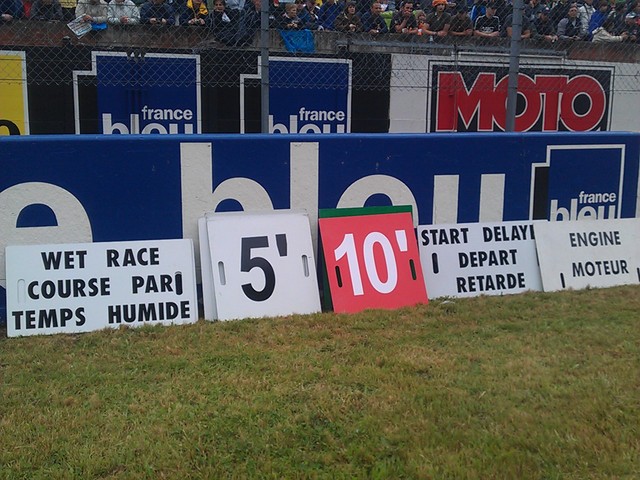 france
bleu
france
bleu
MOTO
e bleu
france
bleu
WET RACE
COURSE PAR
TEMPS HUMIDE
5'
10'
START DELAY
DEPART
RETARDE
ENGINE
MOTEUR